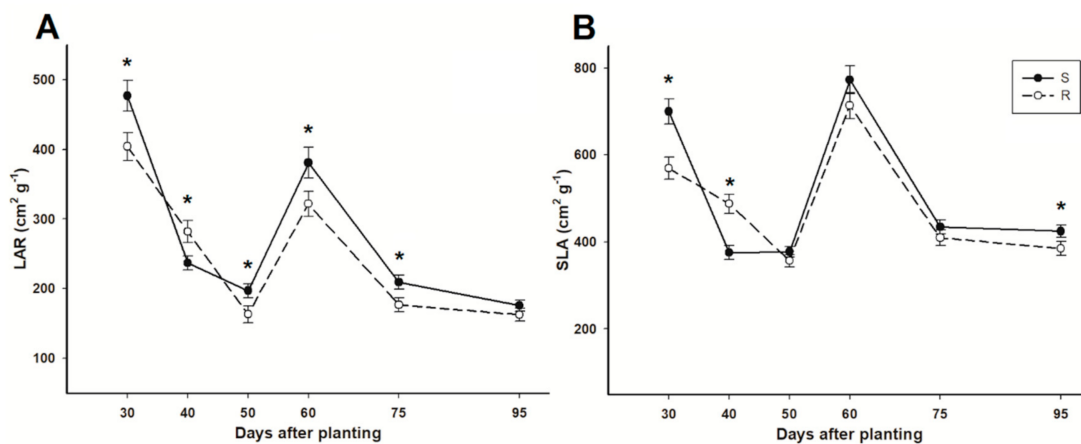 A
*
*
*
*
*
500
400
300
200
100
LAR (cm² g⁻¹)
30 40 50 60 75 95
Days after planting
B
S
R
*
*
*
800
600
400
200
SLA (cm² g⁻¹)
30 40 50 60 75 95
Days after planting